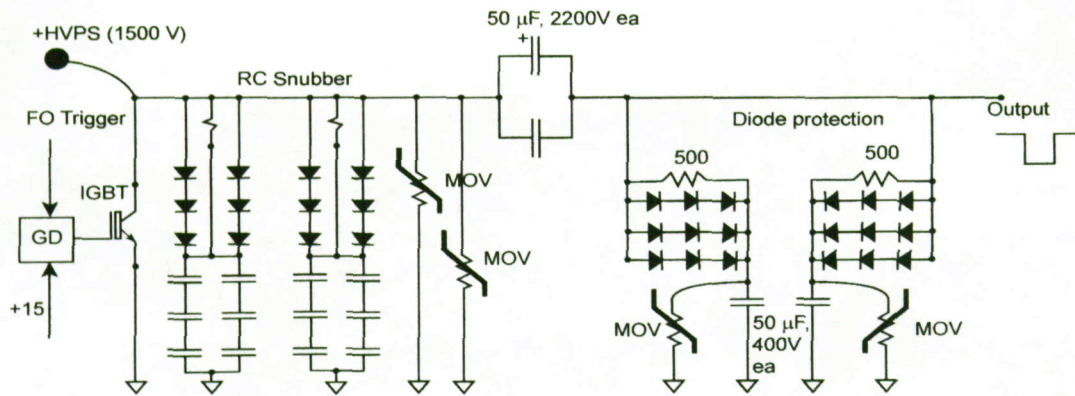 50 μF, 2200V ea
+
+HVPS (1500 V)
RC Snubber
FO Trigger
Output
Diode protection
500
500
MOV
IGBT
GD
MOV
+15
MOV
50 μF,
400V
ea
MOV